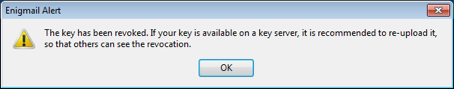 Enigmail Alert
The key has been revoked. If your key is available on a key server, it is recommended to re-upload it,
so that others can see the revocation.
OK